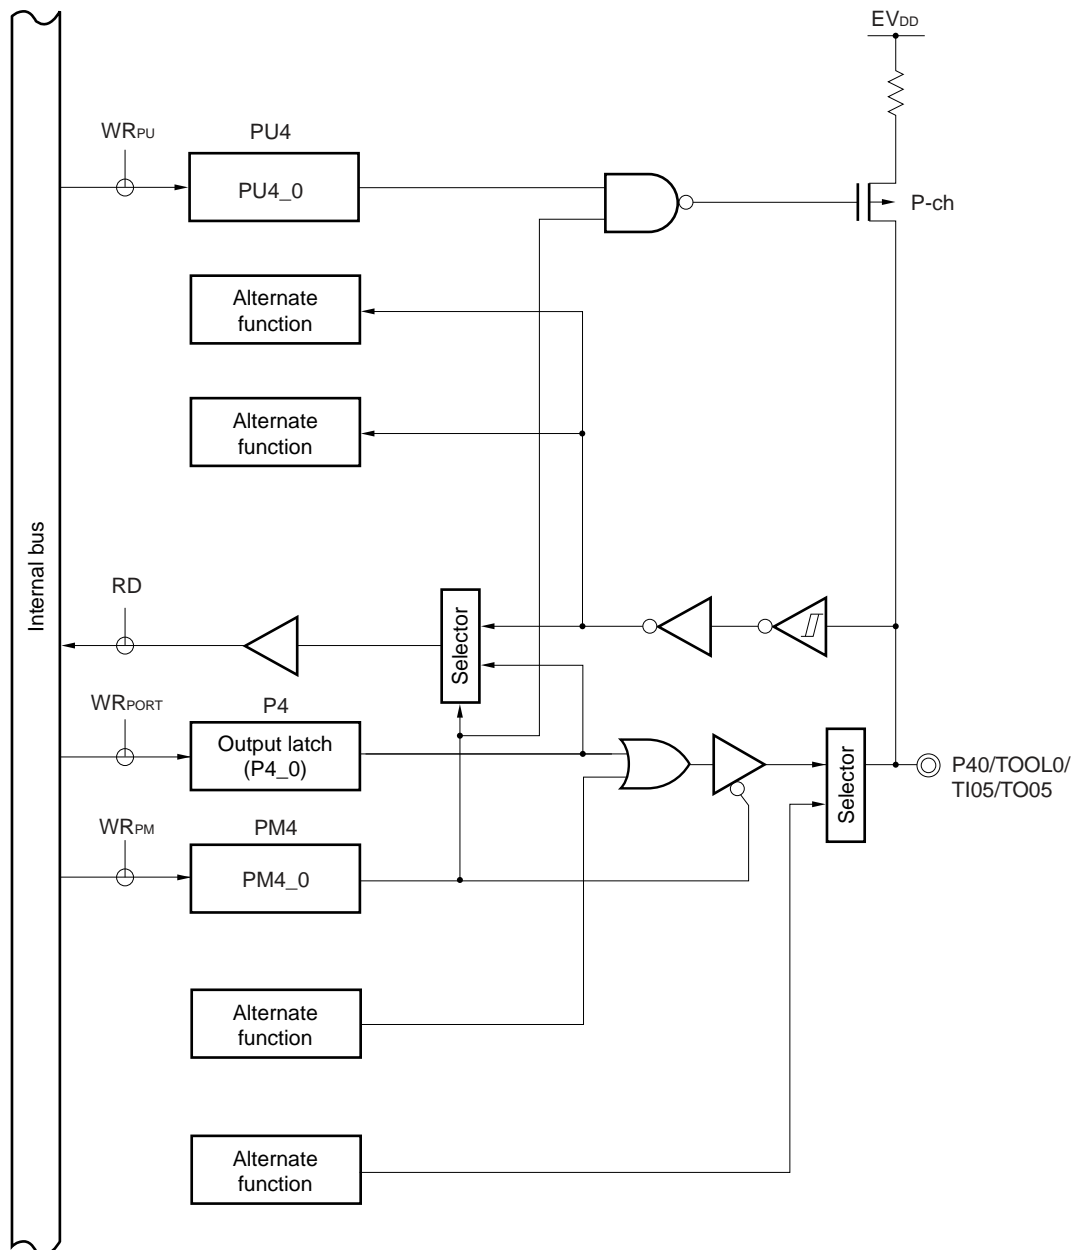 EVDD
WRPU
PU4
PU4_0
P-ch
Alternate
function
Alternate
function
Internal bus
RD
Selector
WRPORT
P4
Output latch
(P4_0)
Selector
P40/TOOL0/
TI05/TO05
WRPM
PM4
PM4_0
Alternate
function
Alternate
function